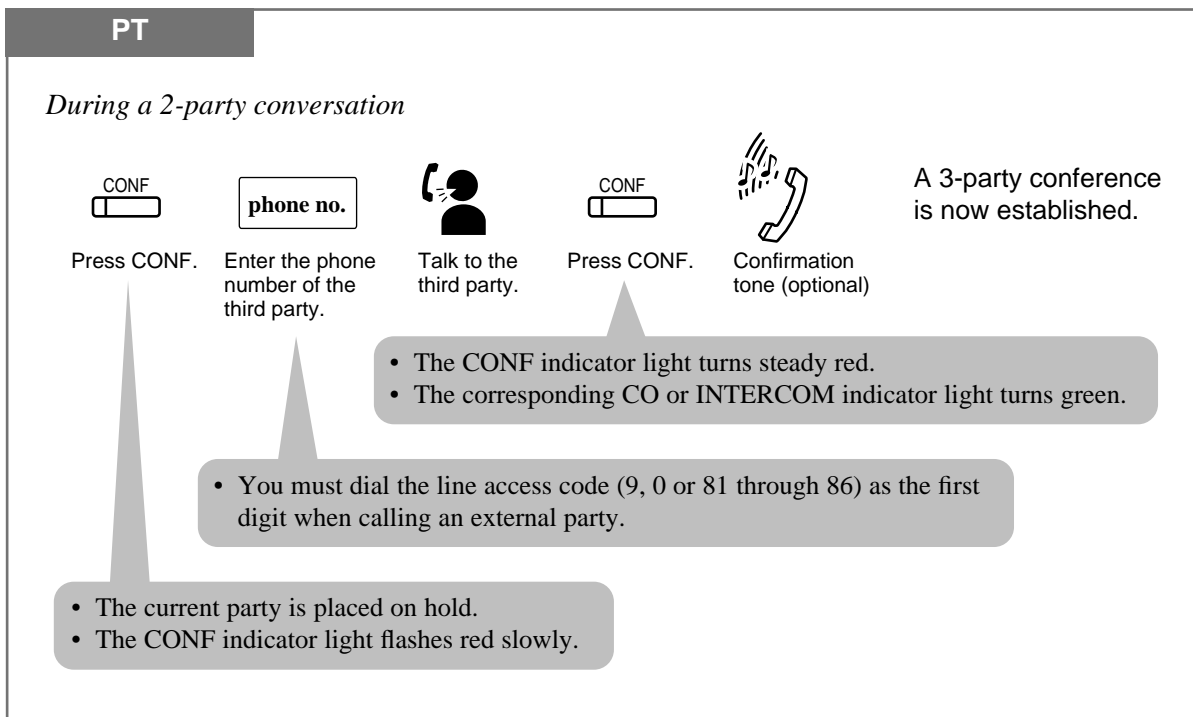 PT
During a 2-party conversation
CONF
phone no.
CONF
A 3-party conference
is now established.
Press CONF.
Enter the phone
number of the
third party.
Talk to the
third party.
Press CONF.
Confirmation
tone (optional)
• The CONF indicator light turns steady red.
• The corresponding CO or INTERCOM indicator light turns green.
• You must dial the line access code (9, 0 or 81 through 86) as the first
digit when calling an external party.
• The current party is placed on hold.
• The CONF indicator light flashes red slowly.